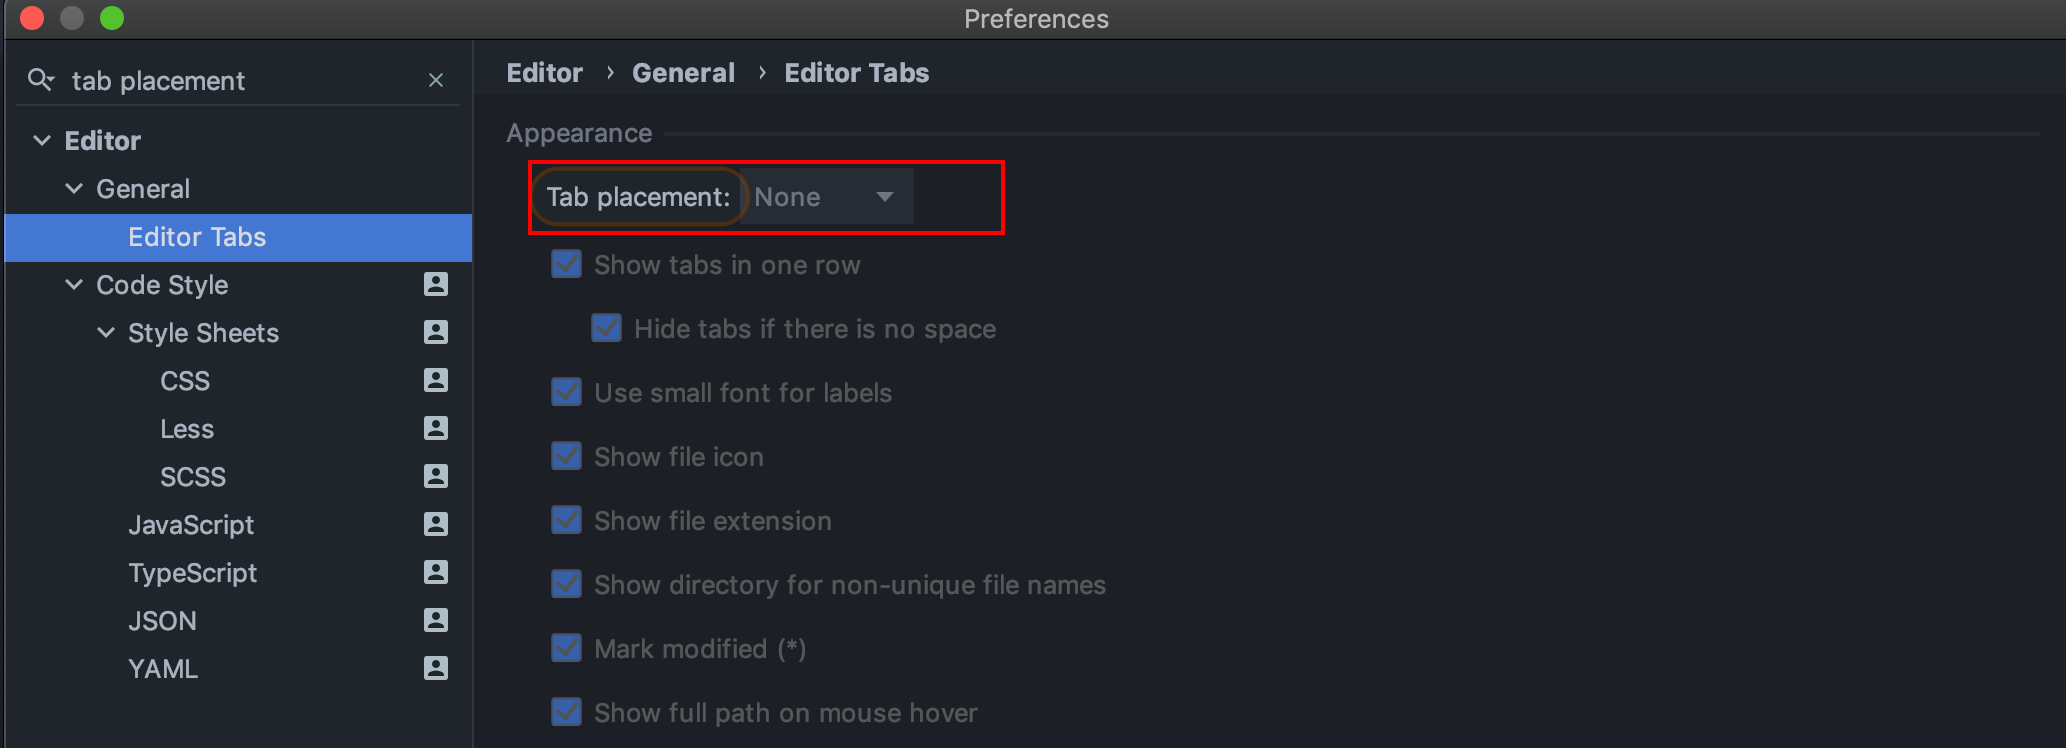 Preferences
tab placement
Editor
General
Editor Tabs
Code Style
Style Sheets
CSS
Less
SCSS
JavaScript
TypeScript
JSON
YAML
Editor › General › Editor Tabs
Appearance
Tab placement: None
Show tabs in one row
Hide tabs if there is no space
Use small font for labels
Show file icon
Show file extension
Show directory for non-unique file names
Mark modified (*)
Show full path on mouse hover